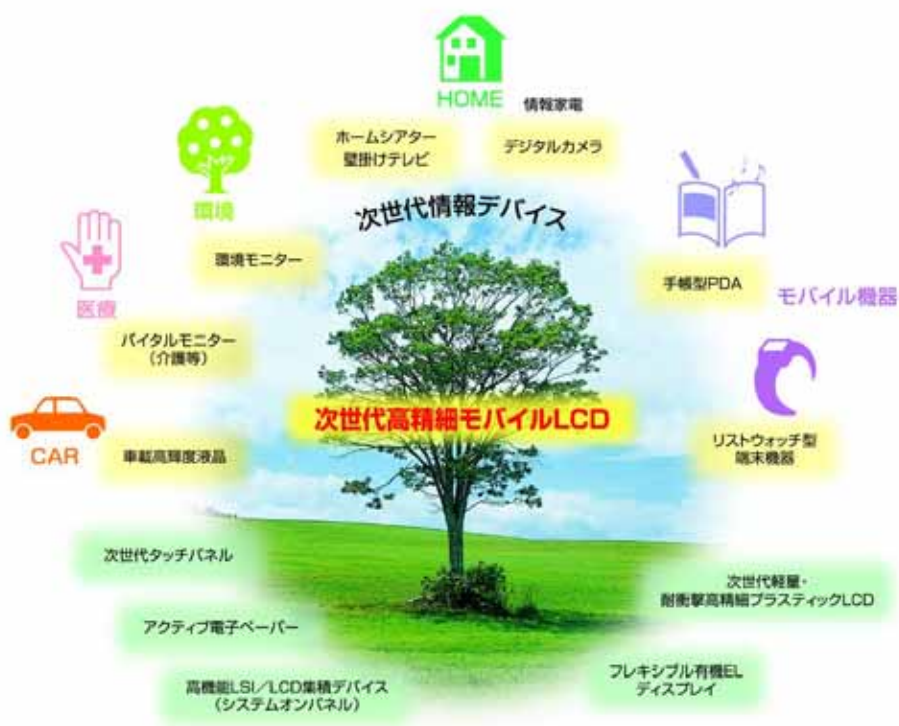 HOME
情報家電
ホームシアター
壁掛けテレビ
デジタルカメラ
環境
次世代情報デバイス
環境モニター
医療
手帳型PDA
モバイル機器
バイタルモニター
(介護等)
次世代高精細モバイルLCD
CAR
車載高輝度液晶
リストウォッチ型
端末機器
次世代タッチパネル
次世代軽量・
耐衝撃高精細プラスティックLCD
アクティブ電子ペーパー
フレキシブル有機EL
ディスプレイ
高機能LSI/LCD集積デバイス
(システムオンパネル)